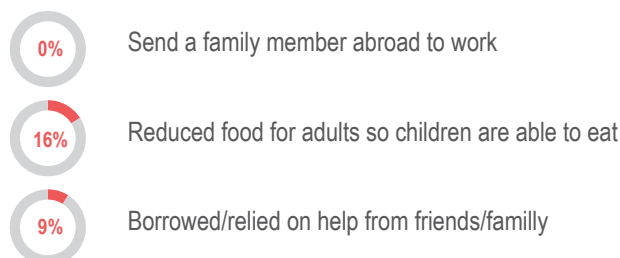 0% Send a family member abroad to work
16% Reduced food for adults so children are able to eat
9% Borrowed/relied on help from friends/familly